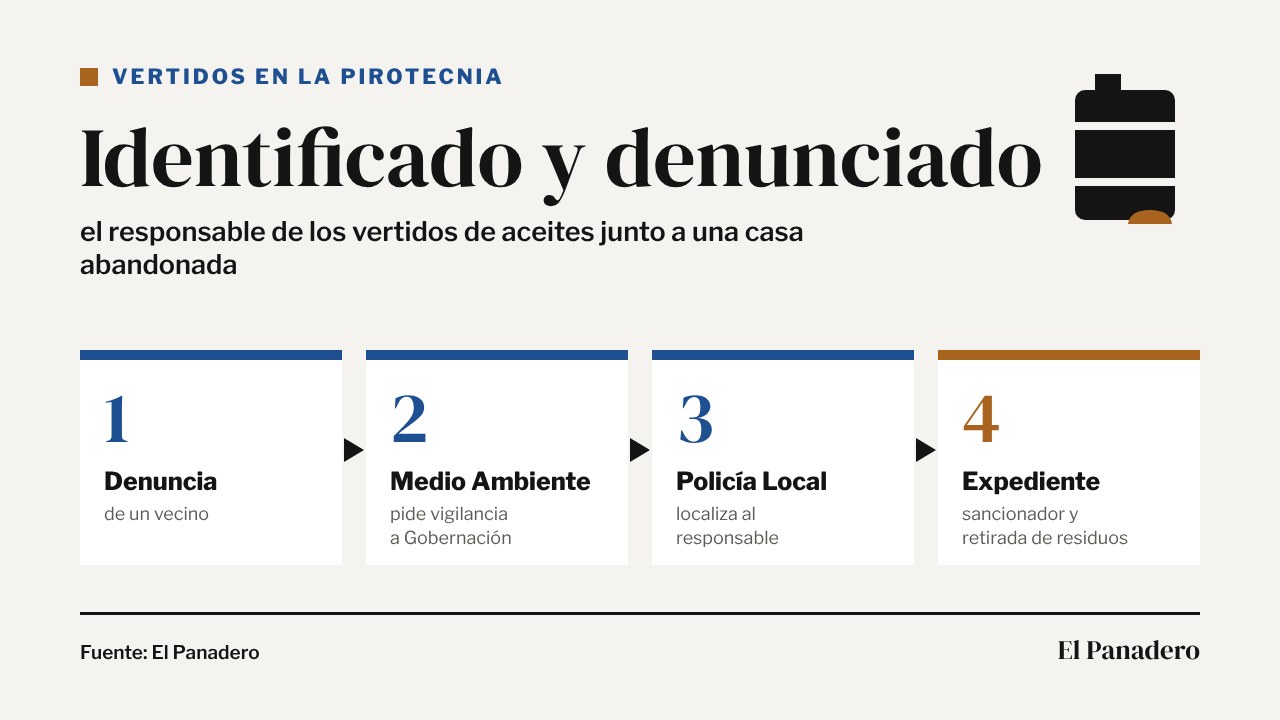 VERTIDOS EN LA PIROTECNIA
Identificado y denunciado
el responsable de los vertidos de aceites junto a una casa
abandonada
1
Denuncia
de un vecino
2
Medio Ambiente
pide vigilancia
a Gobernación
3
Policía Local
localiza al
responsable
4
Expediente
sancionador y
retirada de residuos
Fuente: El Panadero
El Panadero